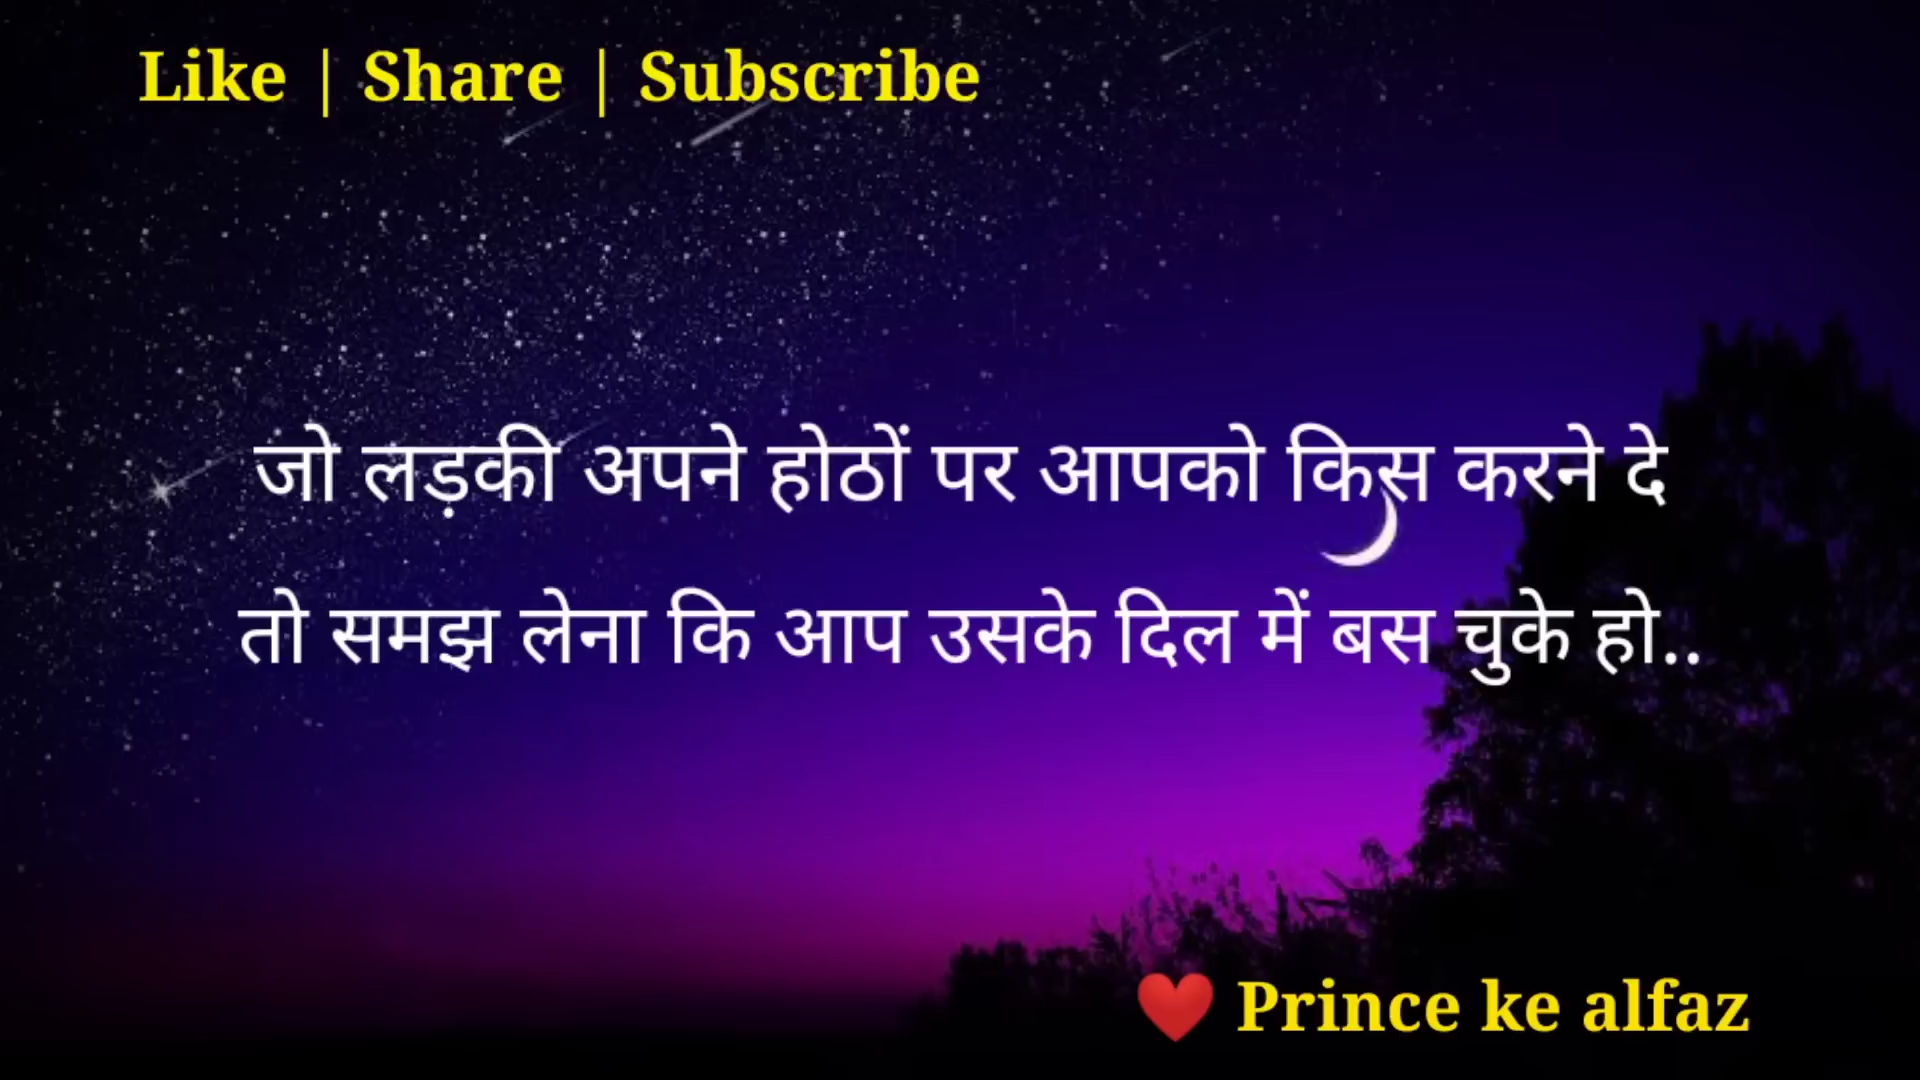 Like | Share | Subscribe
जो लड़की अपने होठों पर आपको किस करने दे
तो समझ लेना कि आप उसके दिल में बस चुके हो..
❤️ Prince ke alfaz